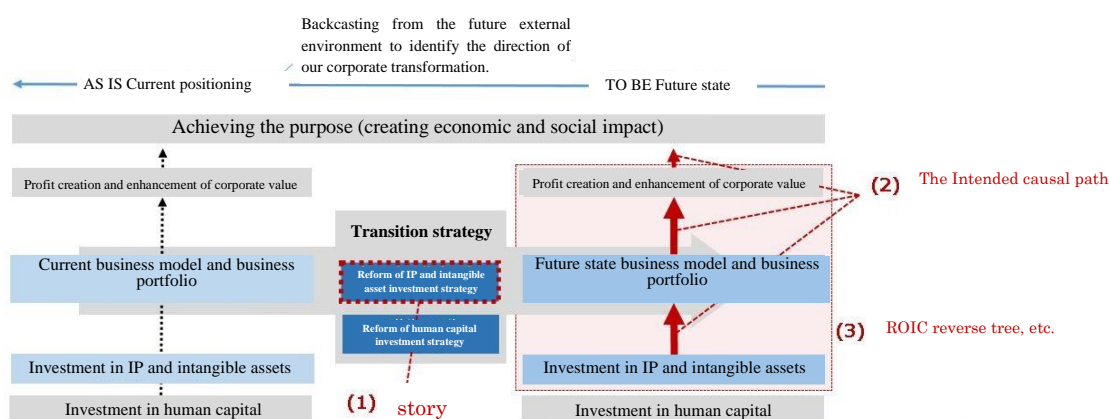 Backcasting from the future external
environment to identify the direction of
our corporate transformation.
AS IS Current positioning
TO BE Future state
Achieving the purpose (creating economic and social impact)
Profit creation and enhancement of corporate value
Profit creation and enhancement of corporate value
(2)
The Intended causal path
Transition strategy
Current business model and business
portfolio
Reform of IP and intangible
asset investment strategy
Future state business model and business
portfolio
Reform of human capital
investment strategy
(3)
ROIC reverse tree, etc.
Investment in IP and intangible assets
Investment in IP and intangible assets
(1)
story
Investment in human capital
Investment in human capital